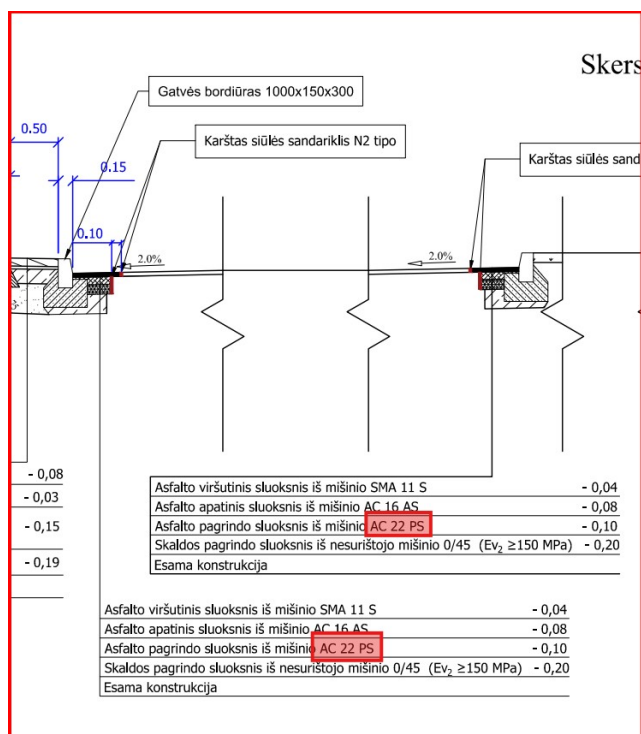 Skers
Gatvės bordiūras 1000x150x300
0.50
Karštas siūlės sandariklis N2 tipo
Karštas siūlės sand
0.15
0.10
2.0%
2.0%
- 0,08
- 0,03
- 0,15
- 0,19
Asfalto viršutinis sluoksnis iš mišinio SMA 11 S - 0,04
Asfalto apatinis sluoksnis iš mišinio AC 16 AS - 0,08
Asfalto pagrindo sluoksnis iš mišinio AC 22 PS - 0,10
Skaldos pagrindo sluoksnis iš nesurištojo mišinio 0/45 (Ev₂ ≥150 MPa) - 0,20
Esama konstrukcija
Asfalto viršutinis sluoksnis iš mišinio SMA 11 S - 0,04
Asfalto apatinis sluoksnis iš mišinio AC 16 AS - 0,08
Asfalto pagrindo sluoksnis iš mišinio AC 22 PS - 0,10
Skaldos pagrindo sluoksnis iš nesurištojo mišinio 0/45 (Ev₂ ≥150 MPa) - 0,20
Esama konstrukcija